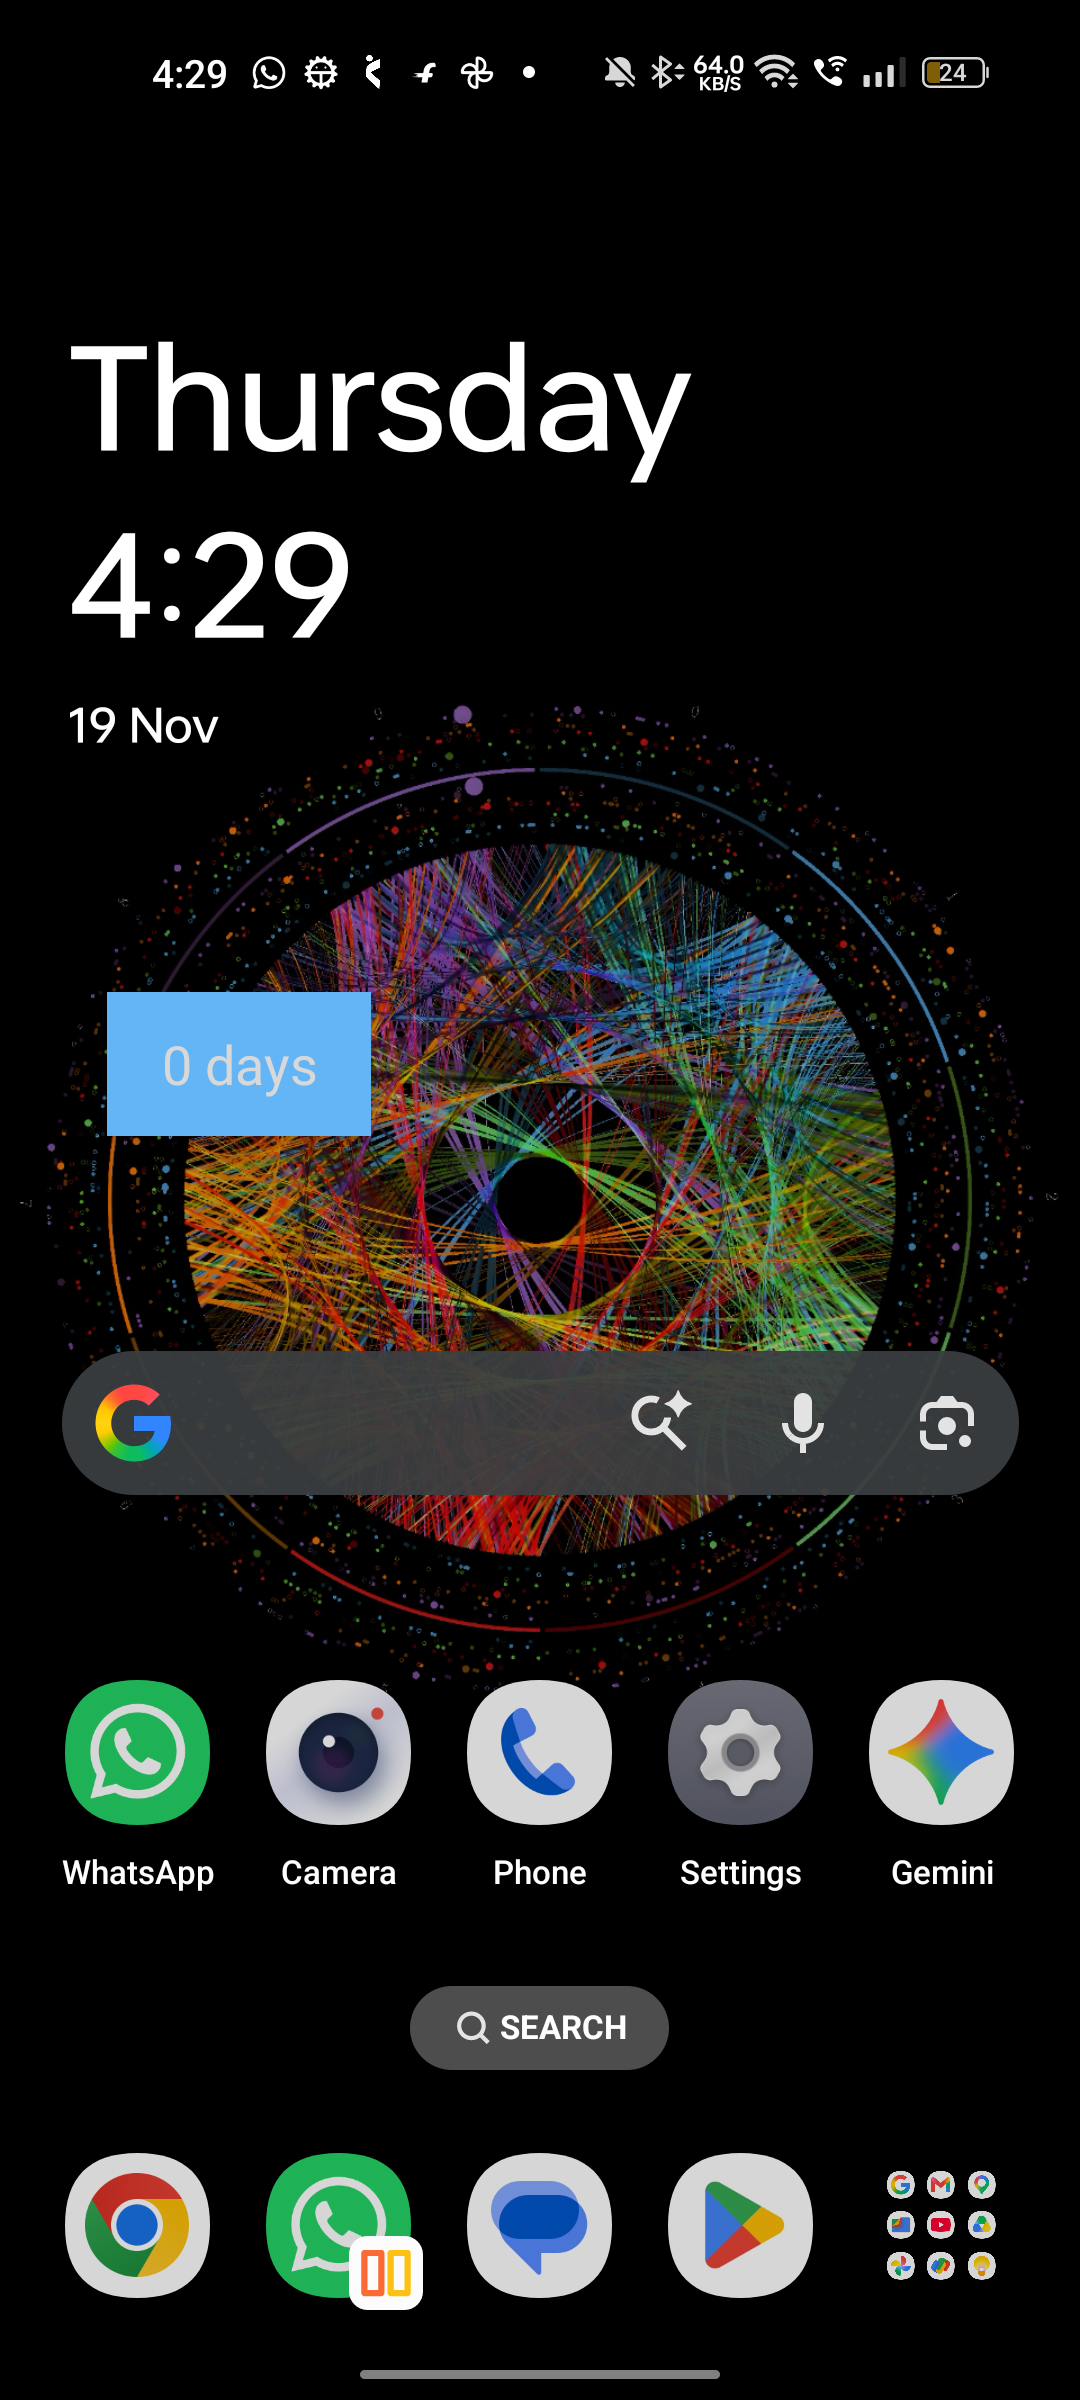 4:29
64.0
KB/S
24
Thursday
4:29
19 Nov
0 days
WhatsApp
Camera
Phone
Settings
Gemini
SEARCH